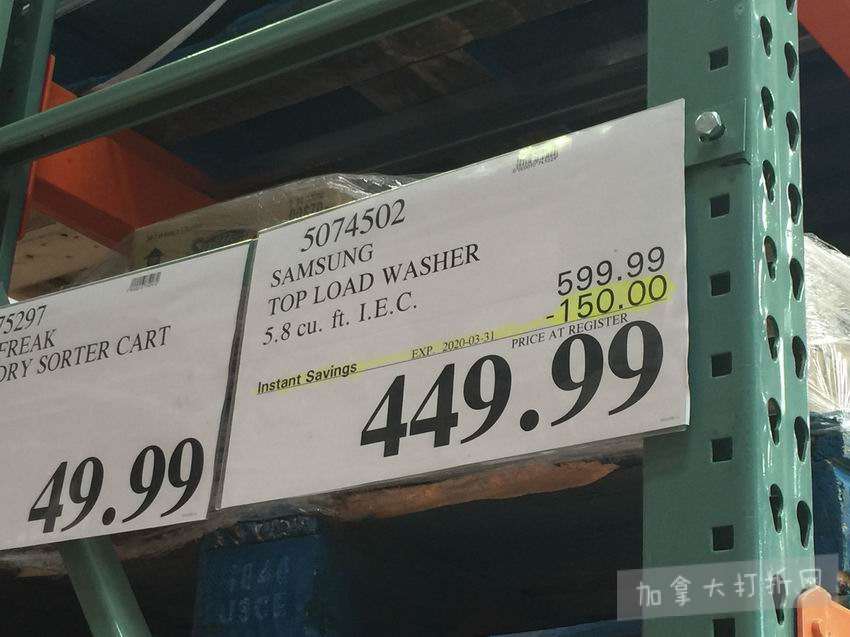 5074502
SAMSUNG
TOP LOAD WASHER
5.8 cu. ft. I.E.C.
599.99
-150.00
Instant Savings EXP 2020-03-31 PRICE AT REGISTER
449.99
75297
FREAK
DRY SORTER CART
49.99
加拿大打折网